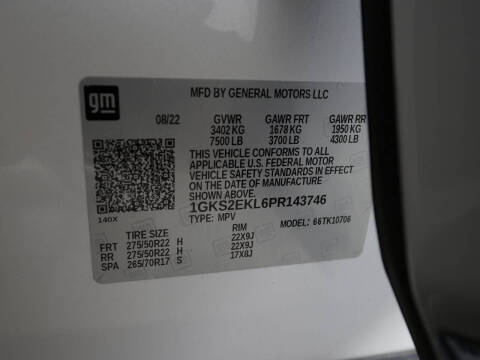 gm
MFD BY GENERAL MOTORS LLC
08/22 GVWR GAWR FRT GAWR RR
3402 KG 1678 KG 1950 KG
7500 LB 3700 LB 4300 LB
THIS VEHICLE CONFORMS TO ALL
APPLICABLE U.S. FEDERAL MOTOR
VEHICLE SAFETY STANDARDS IN EFFECT
ON THE DATE OF MANUFACTURE
SHOWN ABOVE.
1GKS2EKL6PR143746
140X TYPE: MPV MODEL: 66TK10706
TIRE SIZE RIM
FRT 275/50R22 H 22X9J
RR 275/50R22 H 22X9J
SPA 265/70R17 S 17X8J